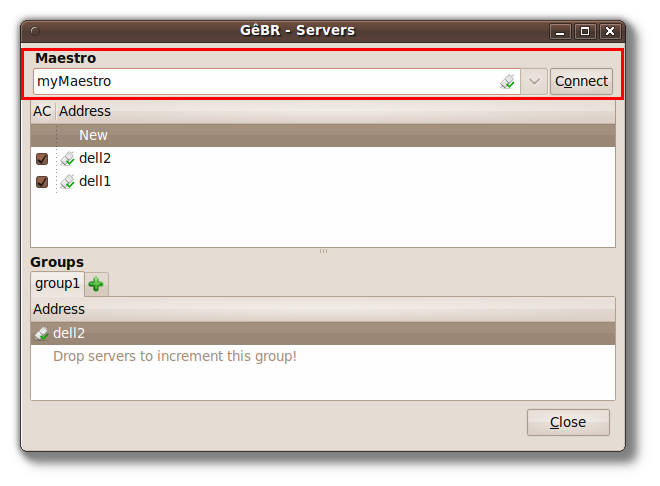 GêBR - Servers
Maestro
myMaestro Connect
AC Address
New
dell2
dell1
Groups
group1
Address
dell2
Drop servers to increment this group!
Close